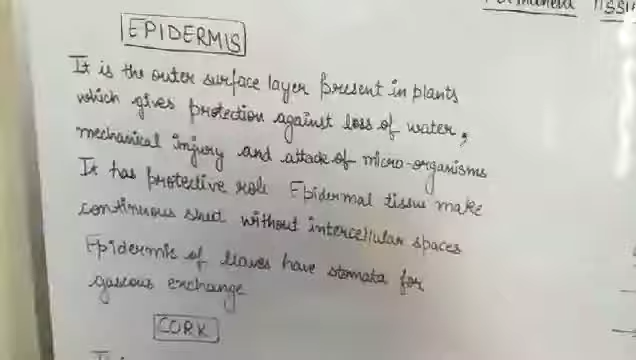 Permanent Tissu
EPIDERMIS
It is the outer surface layer present in plants
which gives protection against loss of water,
mechanical injury and attack of micro-organisms
It has protective role Epidermal tissue make
continuous sheet without intercellular spaces
Epidermis of leaves have stomata for
gaseous exchange
CORK